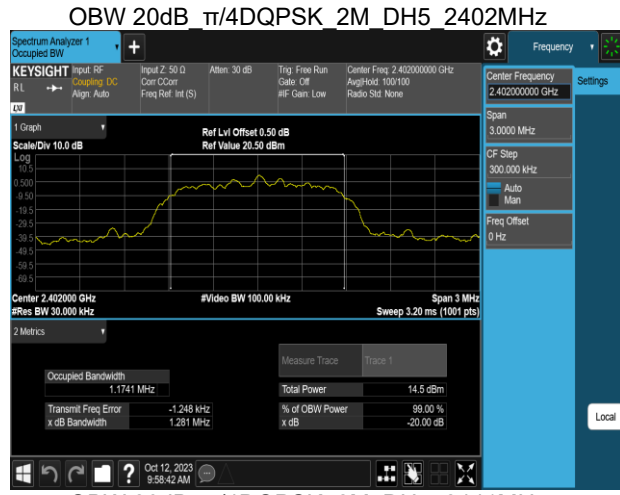 OBW 20dB_π/4DQPSK_2M_DH5_2402MHz
Spectrum Analyzer 1
Occupied BW
Frequency
KEYSIGHT
Input: RF
Input Z: 50 Ω
Atten: 30 dB
Trig: Free Run
Center Freq: 2.402000000 GHz
R L
Coupling: DC
Corr CCorr
Gate: Off
Avg|Hold: 100/100
Align: Auto
Freq Ref: Int (S)
#IF Gain: Low
Radio Std: None
LXI
Center Frequency
2.402000000 GHz
Settings
Span
3.0000 MHz
CF Step
300.000 kHz
Auto
Man
Freq Offset
0 Hz
1 Graph
Ref Lvl Offset 0.50 dB
Scale/Div 10.0 dB
Ref Value 20.50 dBm
Log
10.5
0.500
-9.50
-19.5
-29.5
-39.5
-49.5
-59.5
-69.5
Center 2.402000 GHz
#Video BW 100.00 kHz
Span 3 MHz
#Res BW 30.000 kHz
Sweep 3.20 ms (1001 pts)
2 Metrics
Measure Trace
Trace 1
Occupied Bandwidth
1.1741 MHz
Total Power
14.5 dBm
Transmit Freq Error
-1.248 kHz
% of OBW Power
99.00 %
x dB Bandwidth
1.281 MHz
x dB
-20.00 dB
Local
Oct 12, 2023
9:58:42 AM